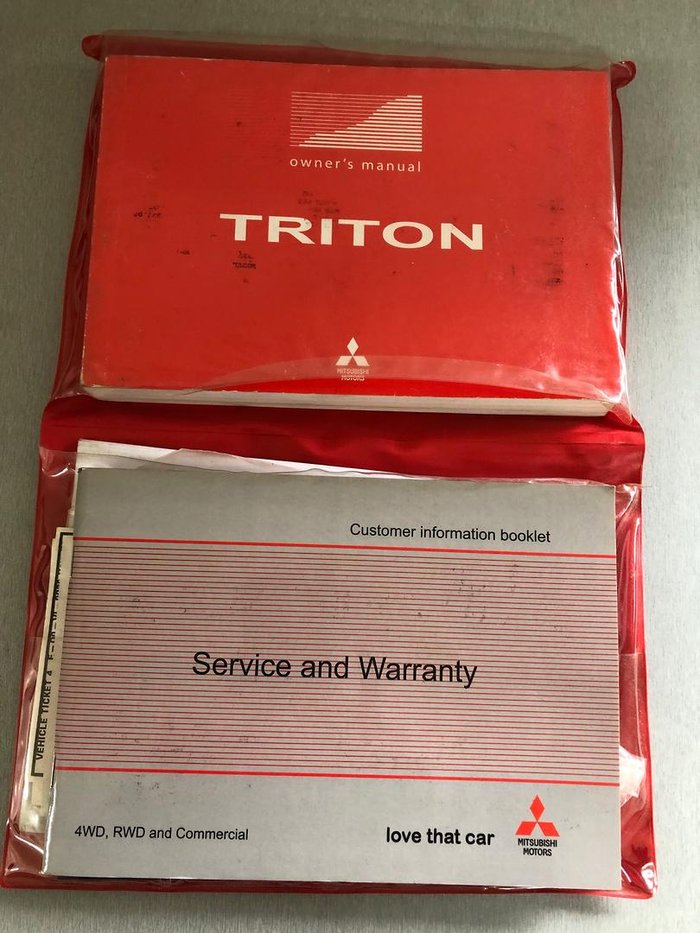 owner's manual
TRITON
MITSUBISHI
MOTORS
Customer information booklet
Service and Warranty
VEHICLE TICKET 4
4WD, RWD and Commercial
love that car
MITSUBISHI
MOTORS